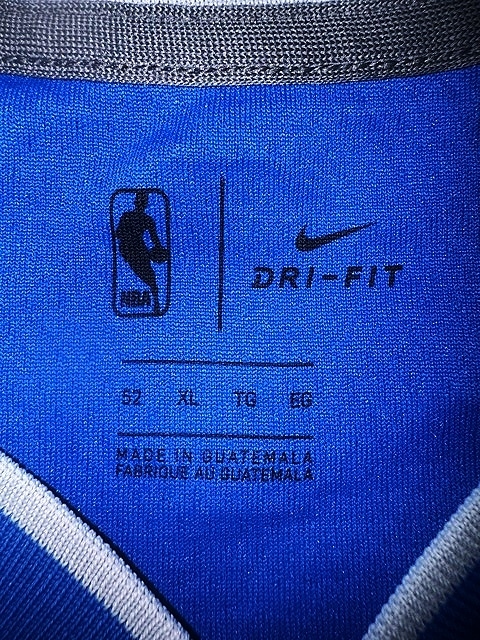 NBA
DRI-FIT
52 XL TG EG
MADE IN GUATEMALA
FABRIQUE AU GUATEMALA